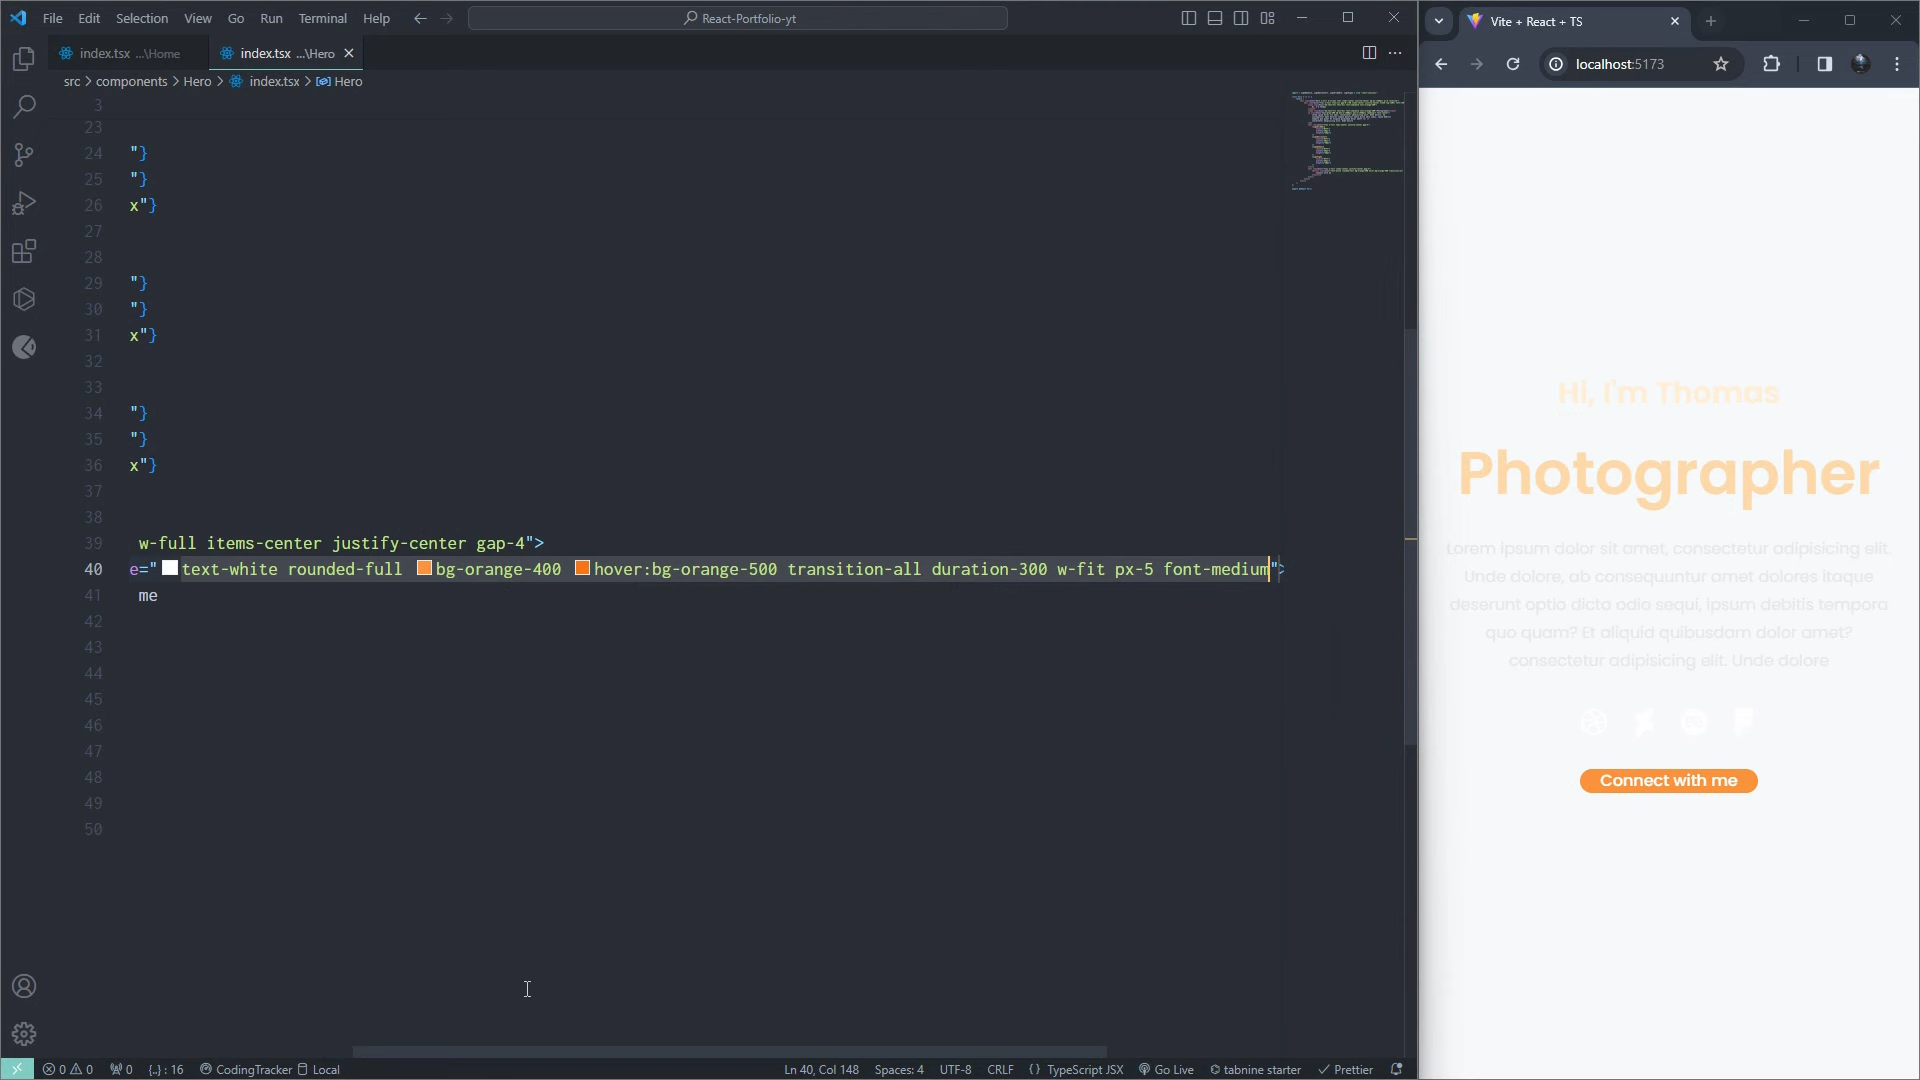 File Edit Selection View Go Run Terminal Help
React-Portfolio-yt
index.tsx ...\Home
index.tsx ...\Hero
src > components > Hero > index.tsx > Hero
3
23
24 "}
25 "}
26 x"}
27
28
29 "}
30 "}
31 x"}
32
33
34 "}
35 "}
36 x"}
37
38
39 w-full items-center justify-center gap-4">
40 e="text-white rounded-full bg-orange-400 hover:bg-orange-500 transition-all duration-300 w-fit px-5 font-medium">
41 me
42
43
44
45
46
47
48
49
50
0 0 0 {..} : 16 CodingTracker Local
Ln 40, Col 148 Spaces: 4 UTF-8 CRLF {} TypeScript JSX Go Live tabnine starter Prettier
Vite + React + TS
localhost:5173
Hi, I'm Thomas
Photographer
Lorem ipsum dolor sit amet, consectetur adipisicing elit.
Unde dolore, ab consequuntur amet dolores itaque
deserunt optio dicta odio sequi, ipsum debitis tempora
quo quam? Et aliquid quibusdam dolor amet?
consectetur adipisicing elit. Unde dolore
Connect with me